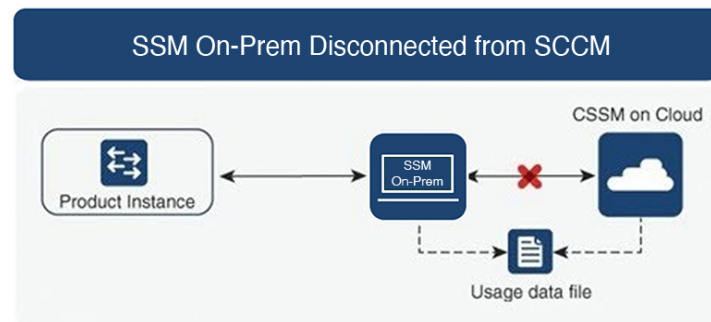 SSM On-Prem Disconnected from SCCM
CSSM on Cloud
SSM
On-Prem
Product Instance
Usage data file